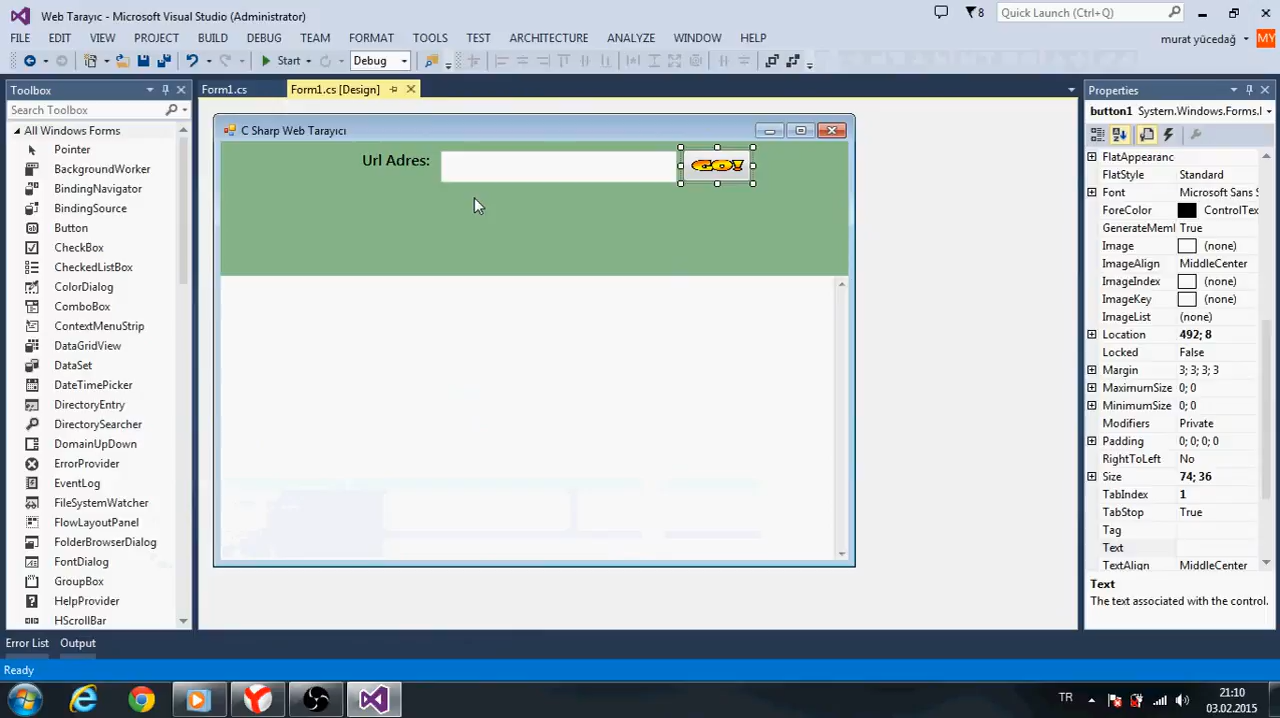 Web Tarayıc - Microsoft Visual Studio (Administrator)
8
Quick Launch (Ctrl+Q)
FILE EDIT VIEW PROJECT BUILD DEBUG TEAM FORMAT TOOLS TEST ARCHITECTURE ANALYZE WINDOW HELP
murat yücedağ MY
Start Debug
Toolbox
Form1.cs
Form1.cs [Design]
Properties
Search Toolbox
All Windows Forms
Pointer
BackgroundWorker
BindingNavigator
BindingSource
Button
CheckBox
CheckedListBox
ColorDialog
ComboBox
ContextMenuStrip
DataGridView
DataSet
DateTimePicker
DirectoryEntry
DirectorySearcher
DomainUpDown
ErrorProvider
EventLog
FileSystemWatcher
FlowLayoutPanel
FolderBrowserDialog
FontDialog
GroupBox
HelpProvider
HScrollBar
C Sharp Web Tarayıcı
Url Adres:
GO!
button1 System.Windows.Forms.
FlatAppearanc
FlatStyle Standard
Font Microsoft Sans S
ForeColor ControlTex
GenerateMeml True
Image (none)
ImageAlign MiddleCenter
ImageIndex (none)
ImageKey (none)
ImageList (none)
Location 492; 8
Locked False
Margin 3; 3; 3; 3
MaximumSize 0; 0
MinimumSize 0; 0
Modifiers Private
Padding 0; 0; 0; 0
RightToLeft No
Size 74; 36
TabIndex 1
TabStop True
Tag
Text
TextAlign MiddleCenter
Text
The text associated with the control.
Error List Output
Ready
TR
21:10
03.02.2015